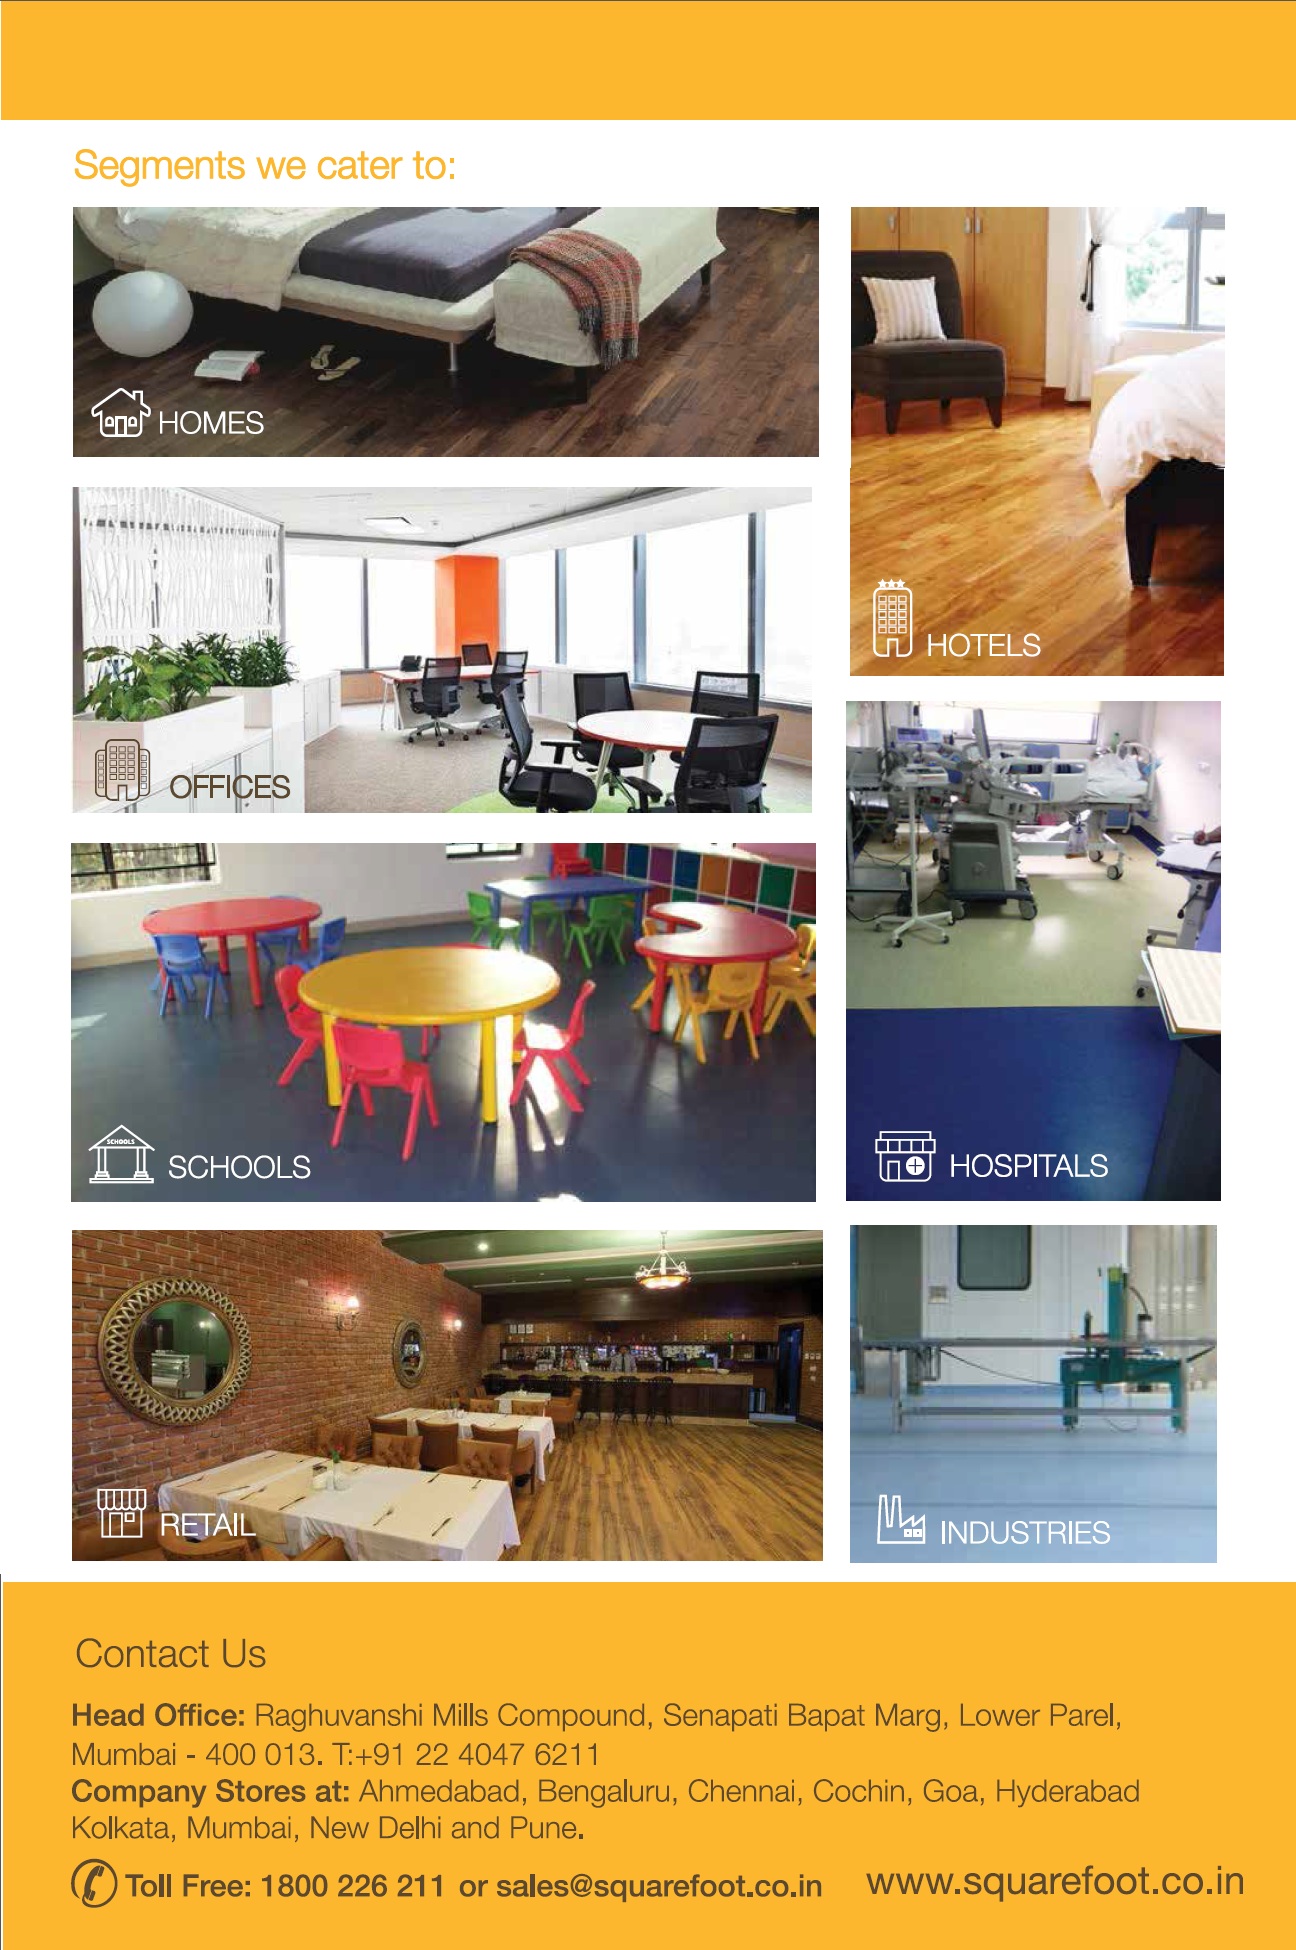 Segments we cater to:
HOMES
HOTELS
OFFICES
SCHOOLS
SCHOOLS
HOSPITALS
RETAIL
INDUSTRIES
Contact Us
Head Office: Raghuvanshi Mills Compound, Senapati Bapat Marg, Lower Parel,
Mumbai - 400 013. T:+91 22 4047 6211
Company Stores at: Ahmedabad, Bengaluru, Chennai, Cochin, Goa, Hyderabad
Kolkata, Mumbai, New Delhi and Pune.
Toll Free: 1800 226 211 or sales@squarefoot.co.in www.squarefoot.co.in